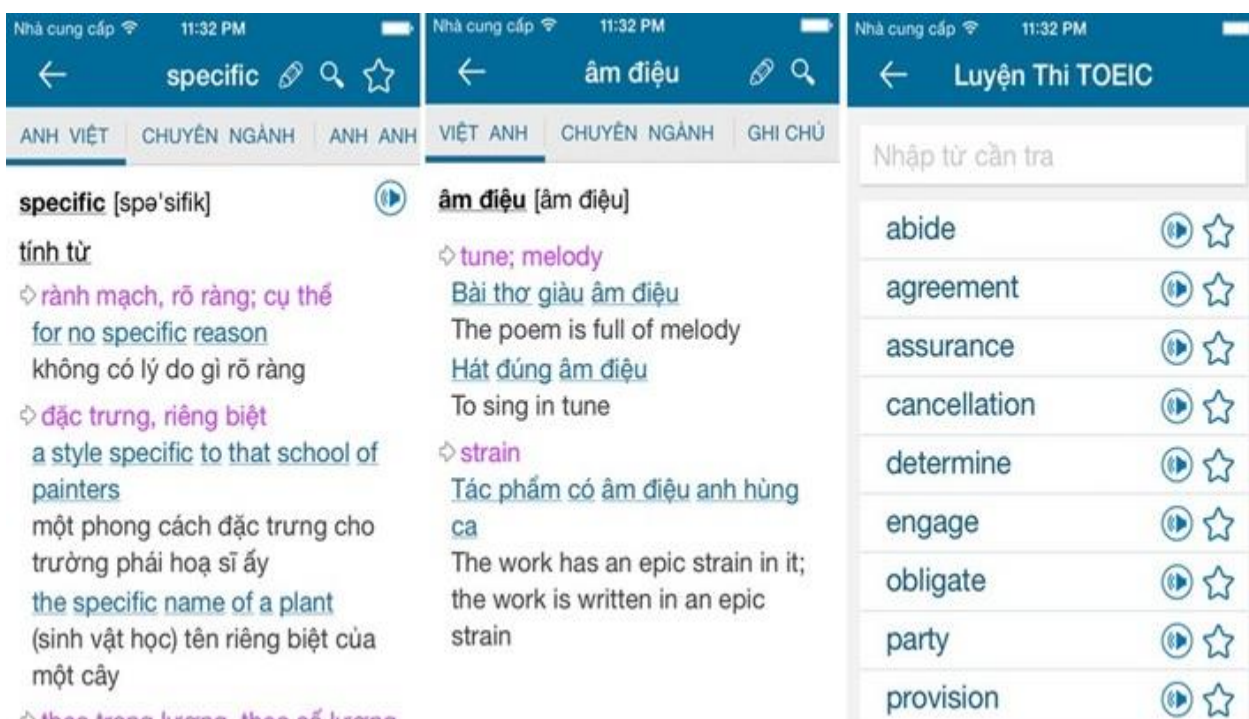 Nhà cung cấp 11:32 PM
specific
ANH VIỆT CHUYÊN NGÀNH ANH ANH
specific [spə'sifik]
tính từ
rành mạch, rõ ràng; cụ thể
for no specific reason
không có lý do gì rõ ràng
đặc trưng, riêng biệt
a style specific to that school of
painters
một phong cách đặc trưng cho
trường phái hoạ sĩ ấy
the specific name of a plant
(sinh vật học) tên riêng biệt của
một cây
theo trọng lượng, theo số lượng
Nhà cung cấp 11:32 PM
âm điệu
VIỆT ANH CHUYÊN NGÀNH GHI CHÚ
âm điệu [âm điệu]
tune; melody
Bài thơ giàu âm điệu
The poem is full of melody
Hát đúng âm điệu
To sing in tune
strain
Tác phẩm có âm điệu anh hùng
ca
The work has an epic strain in it;
the work is written in an epic
strain
Nhà cung cấp 11:32 PM
Luyện Thi TOEIC
Nhập từ cần tra
abide
agreement
assurance
cancellation
determine
engage
obligate
party
provision